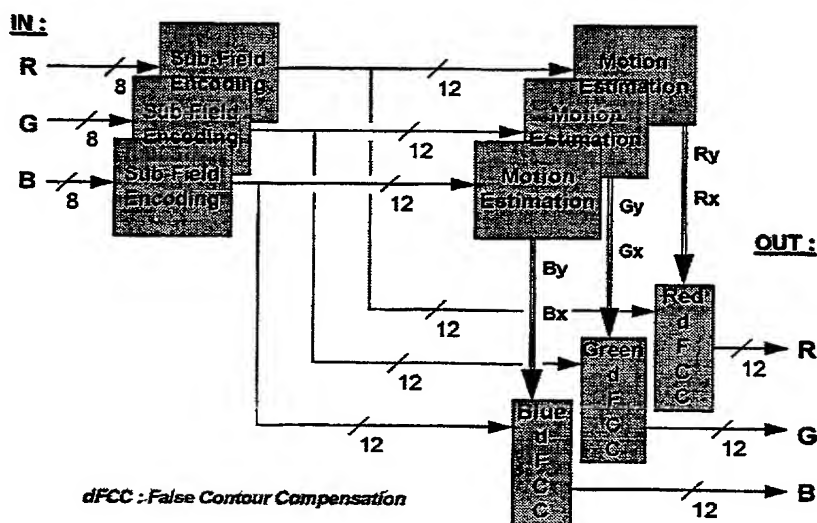 IN :
R
8
Sub-Field
Encoding
12
Motion
Estimation
G
8
Sub-Field
Encoding
12
Motion
Estimation
B
8
Sub-Field
Encoding
12
Motion
Estimation
Ry
Rx
Gy
Gx
By
Bx
OUT :
12
Red
d
F
C
C
12
R
12
Green
d
F
C
C
12
G
12
Blue
d
F
C
C
12
B
dFCC : False Contour Compensation